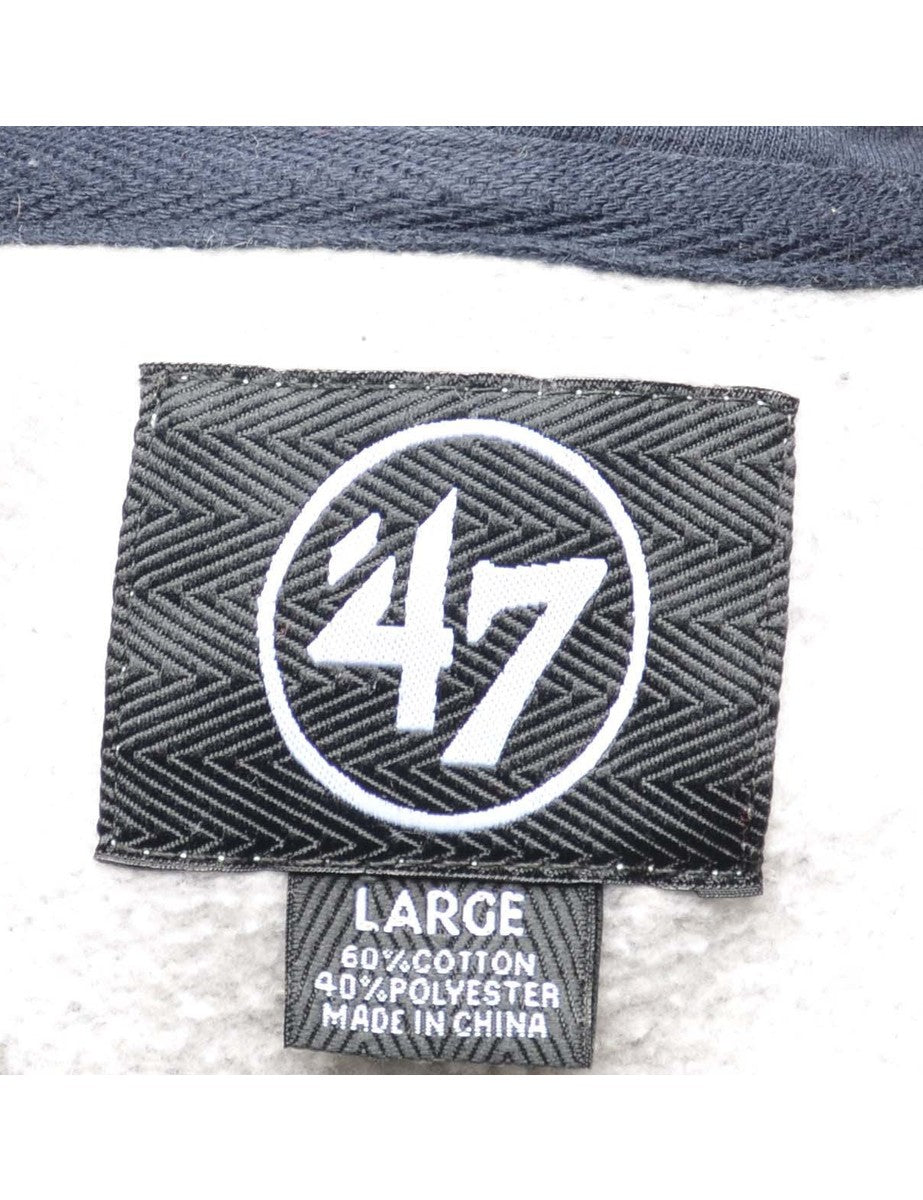 '47
LARGE
60%COTTON
40%POLYESTER
MADE IN CHINA